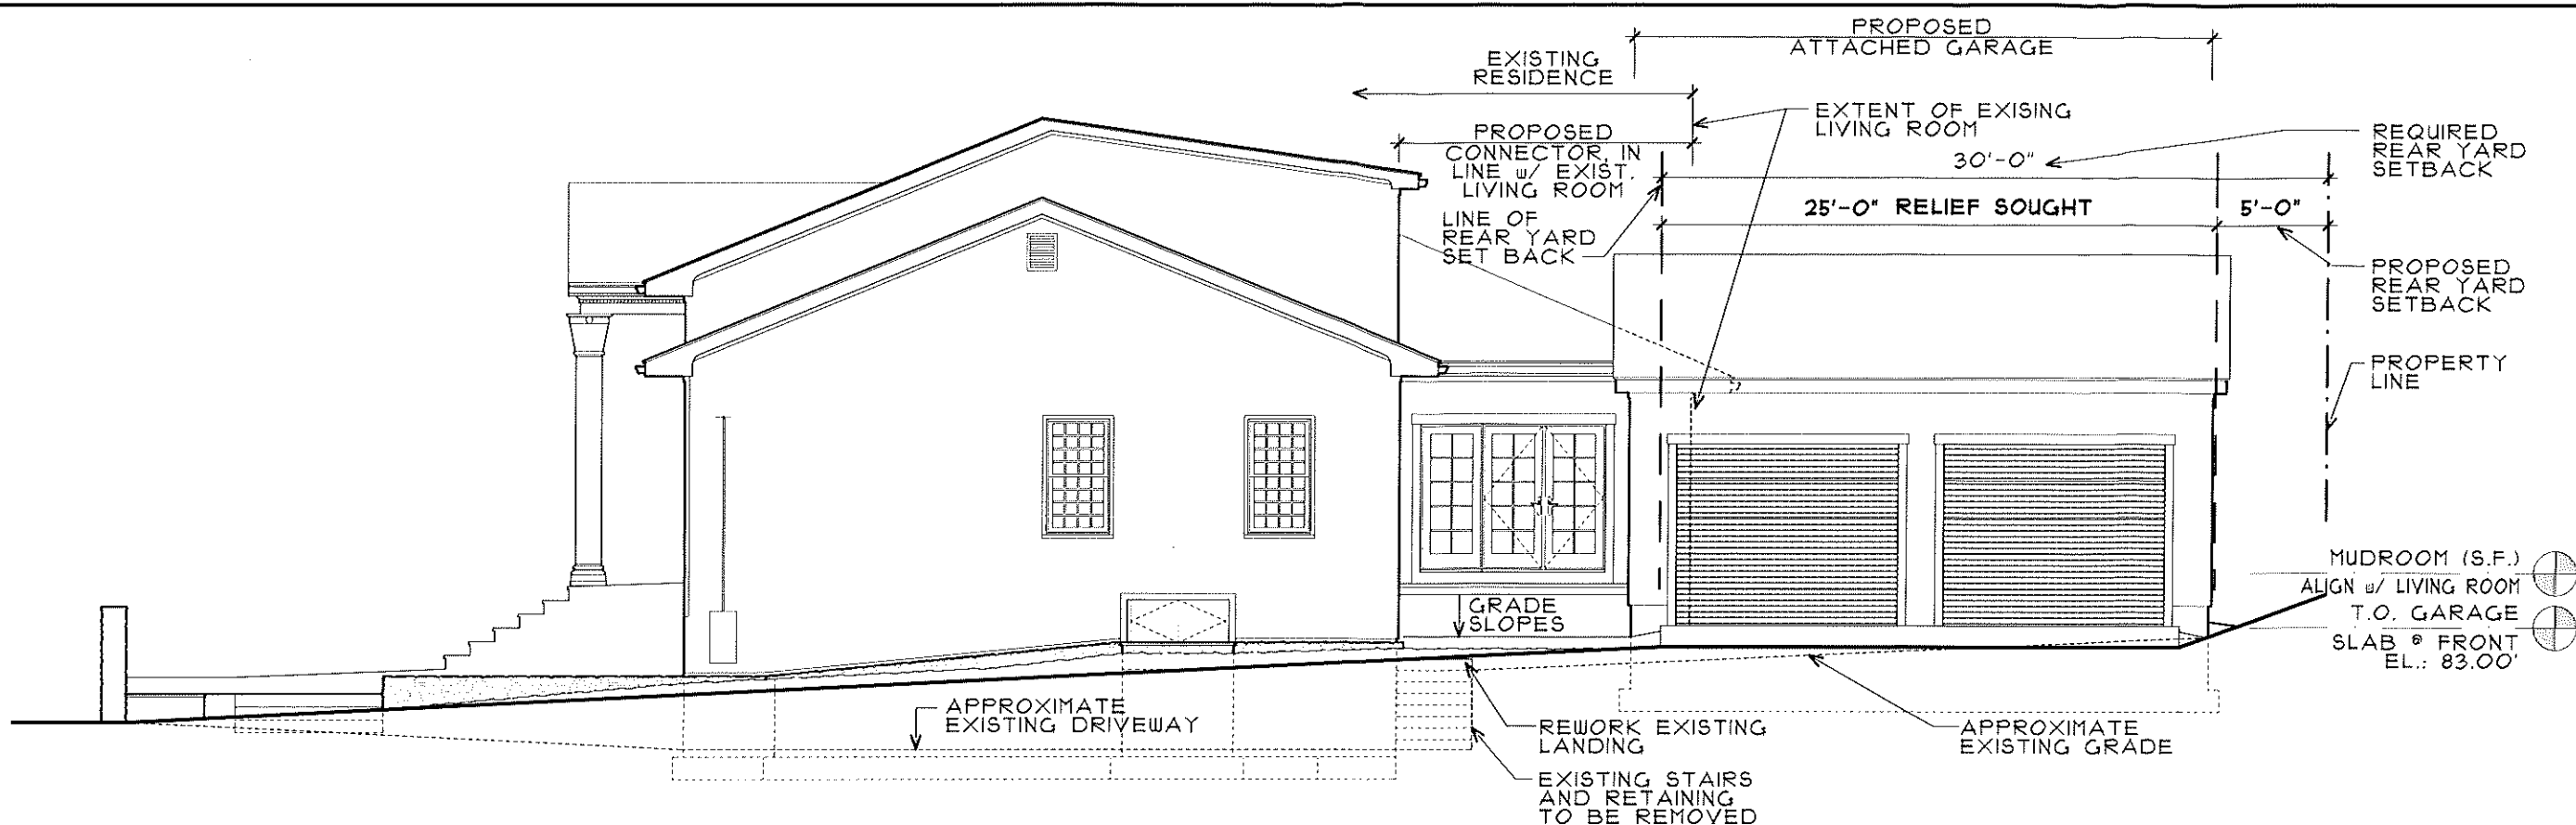 PROPOSED
ATTACHED GARAGE
EXISTING
RESIDENCE
EXTENT OF EXISING
LIVING ROOM
PROPOSED
CONNECTOR, IN
LINE w/ EXIST.
LIVING ROOM
30'-0"
REQUIRED
REAR YARD
SETBACK
LINE OF
REAR YARD
SET BACK
25'-0" RELIEF SOUGHT
5'-0"
PROPOSED
REAR YARD
SETBACK
PROPERTY
LINE
MUDROOM (S.F.)
ALIGN w/ LIVING ROOM
T.O. GARAGE
SLAB @ FRONT
EL.: 83.00'
GRADE
SLOPES
APPROXIMATE
EXISTING DRIVEWAY
REWORK EXISTING
LANDING
APPROXIMATE
EXISTING GRADE
EXISTING STAIRS
AND RETAINING
TO BE REMOVED